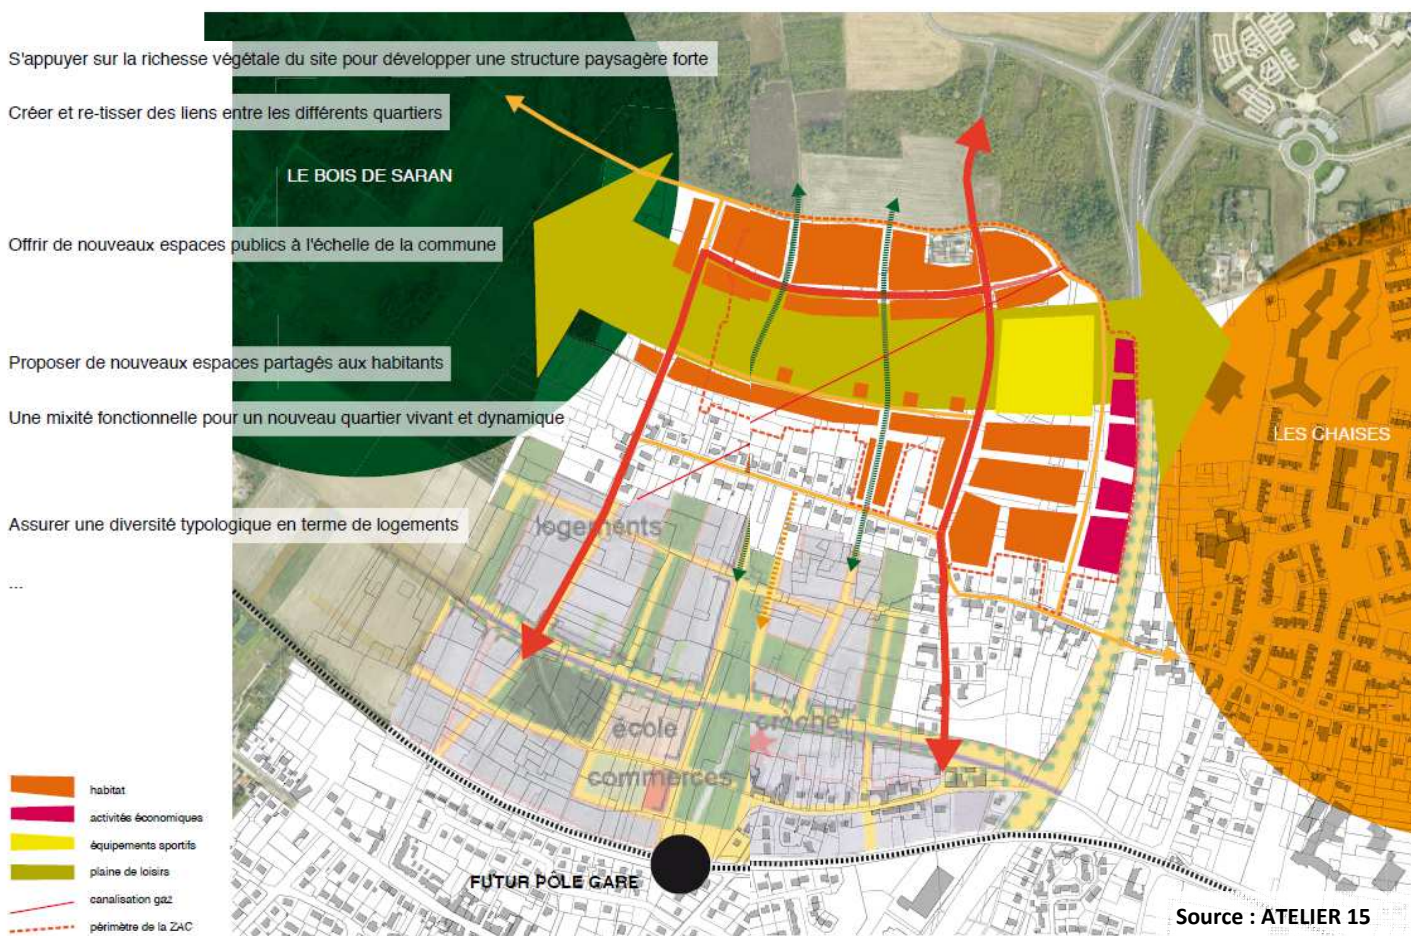 S'appuyer sur la richesse végétale du site pour développer une structure paysagère forte
Créer et re-tisser des liens entre les différents quartiers
LE BOIS DE SARAN
Offrir de nouveaux espaces publics à l'échelle de la commune
Proposer de nouveaux espaces partagés aux habitants
Une mixité fonctionnelle pour un nouveau quartier vivant et dynamique
LES CHAISES
Assurer une diversité typologique en terme de logements
logements
...
école
crèche
commerces
habitat
activités économiques
équipements sportifs
plaine de loisirs
canalisation gaz
périmètre de la ZAC
FUTUR PÔLE GARE
Source : ATELIER 15